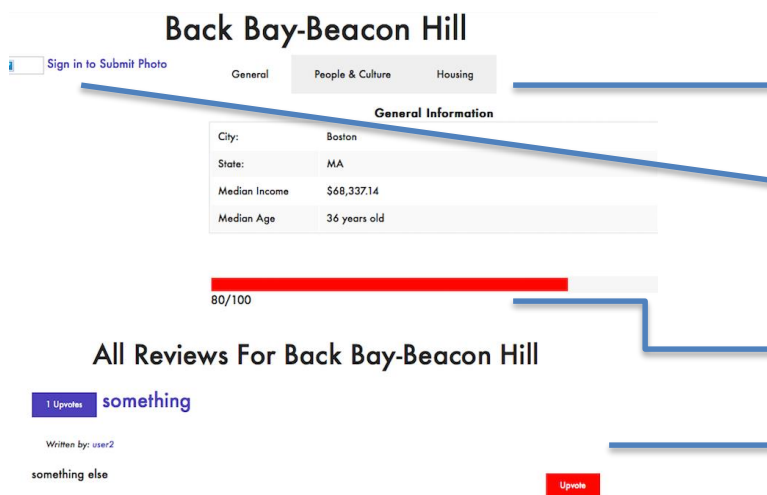 Back Bay-Beacon Hill
Sign in to Submit Photo
General People & Culture Housing
General Information
City: Boston
State: MA
Median Income $68,337.14
Median Age 36 years old
80/100
All Reviews For Back Bay-Beacon Hill
1 Upvotes something
Written by: user2
something else
Upvote